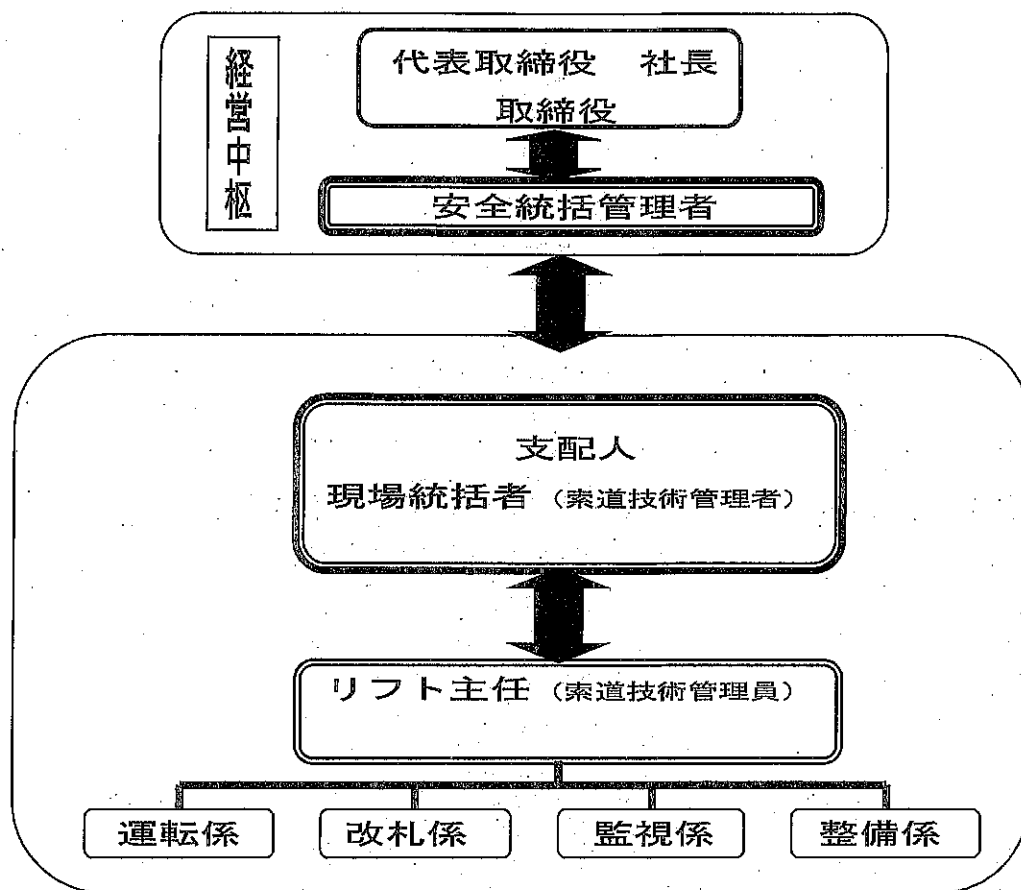 経営中枢
代表取締役　社長
取締役
安全統括管理者
支配人
現場統括者（索道技術管理者）
リフト主任（索道技術管理員）
運転係
改札係
監視係
整備係